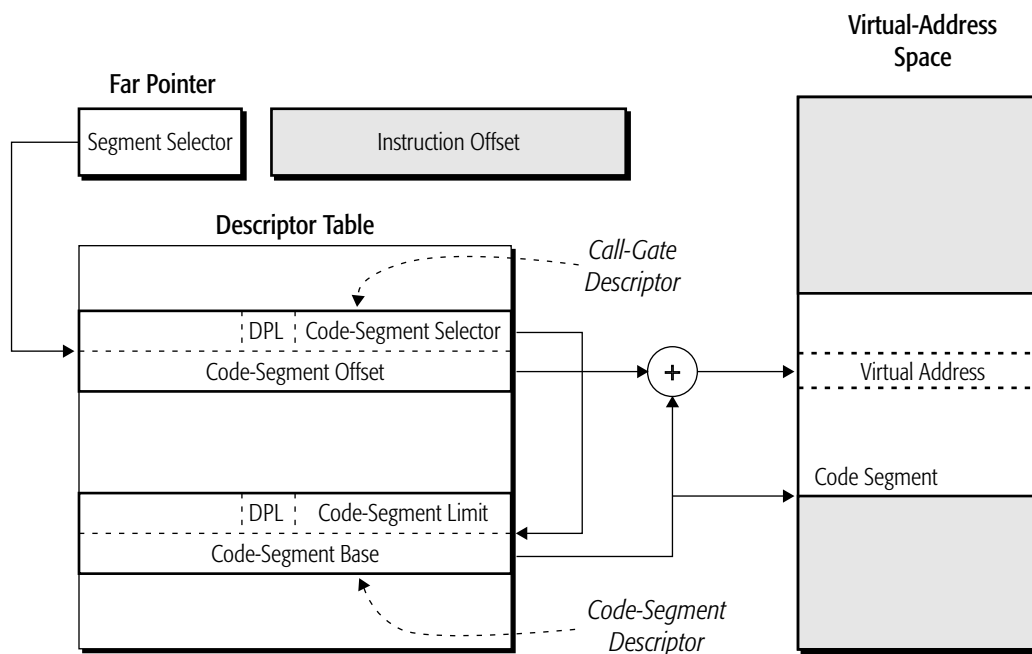 Virtual-Address
Space
Far Pointer
Segment Selector
Instruction Offset
Descriptor Table
Call-Gate
Descriptor
DPL
Code-Segment Selector
Code-Segment Offset
+
Virtual Address
Code Segment
DPL
Code-Segment Limit
Code-Segment Base
Code-Segment
Descriptor